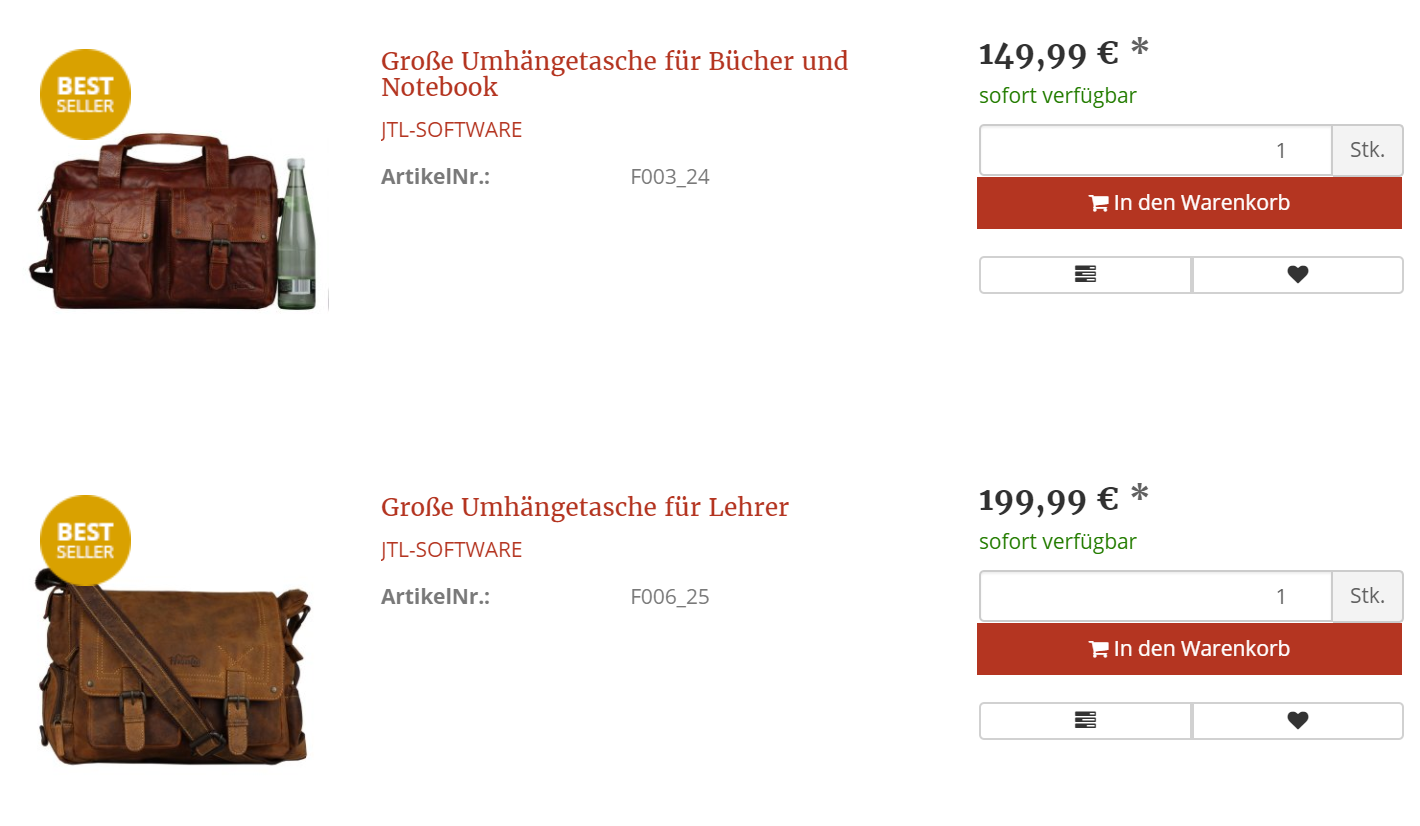 BEST
SELLER
Große Umhängetasche für Bücher und
Notebook
JTL-SOFTWARE
ArtikelNr.: F003_24
149,99 € *
sofort verfügbar
1 Stk.
In den Warenkorb
BEST
SELLER
Große Umhängetasche für Lehrer
JTL-SOFTWARE
ArtikelNr.: F006_25
199,99 € *
sofort verfügbar
1 Stk.
In den Warenkorb